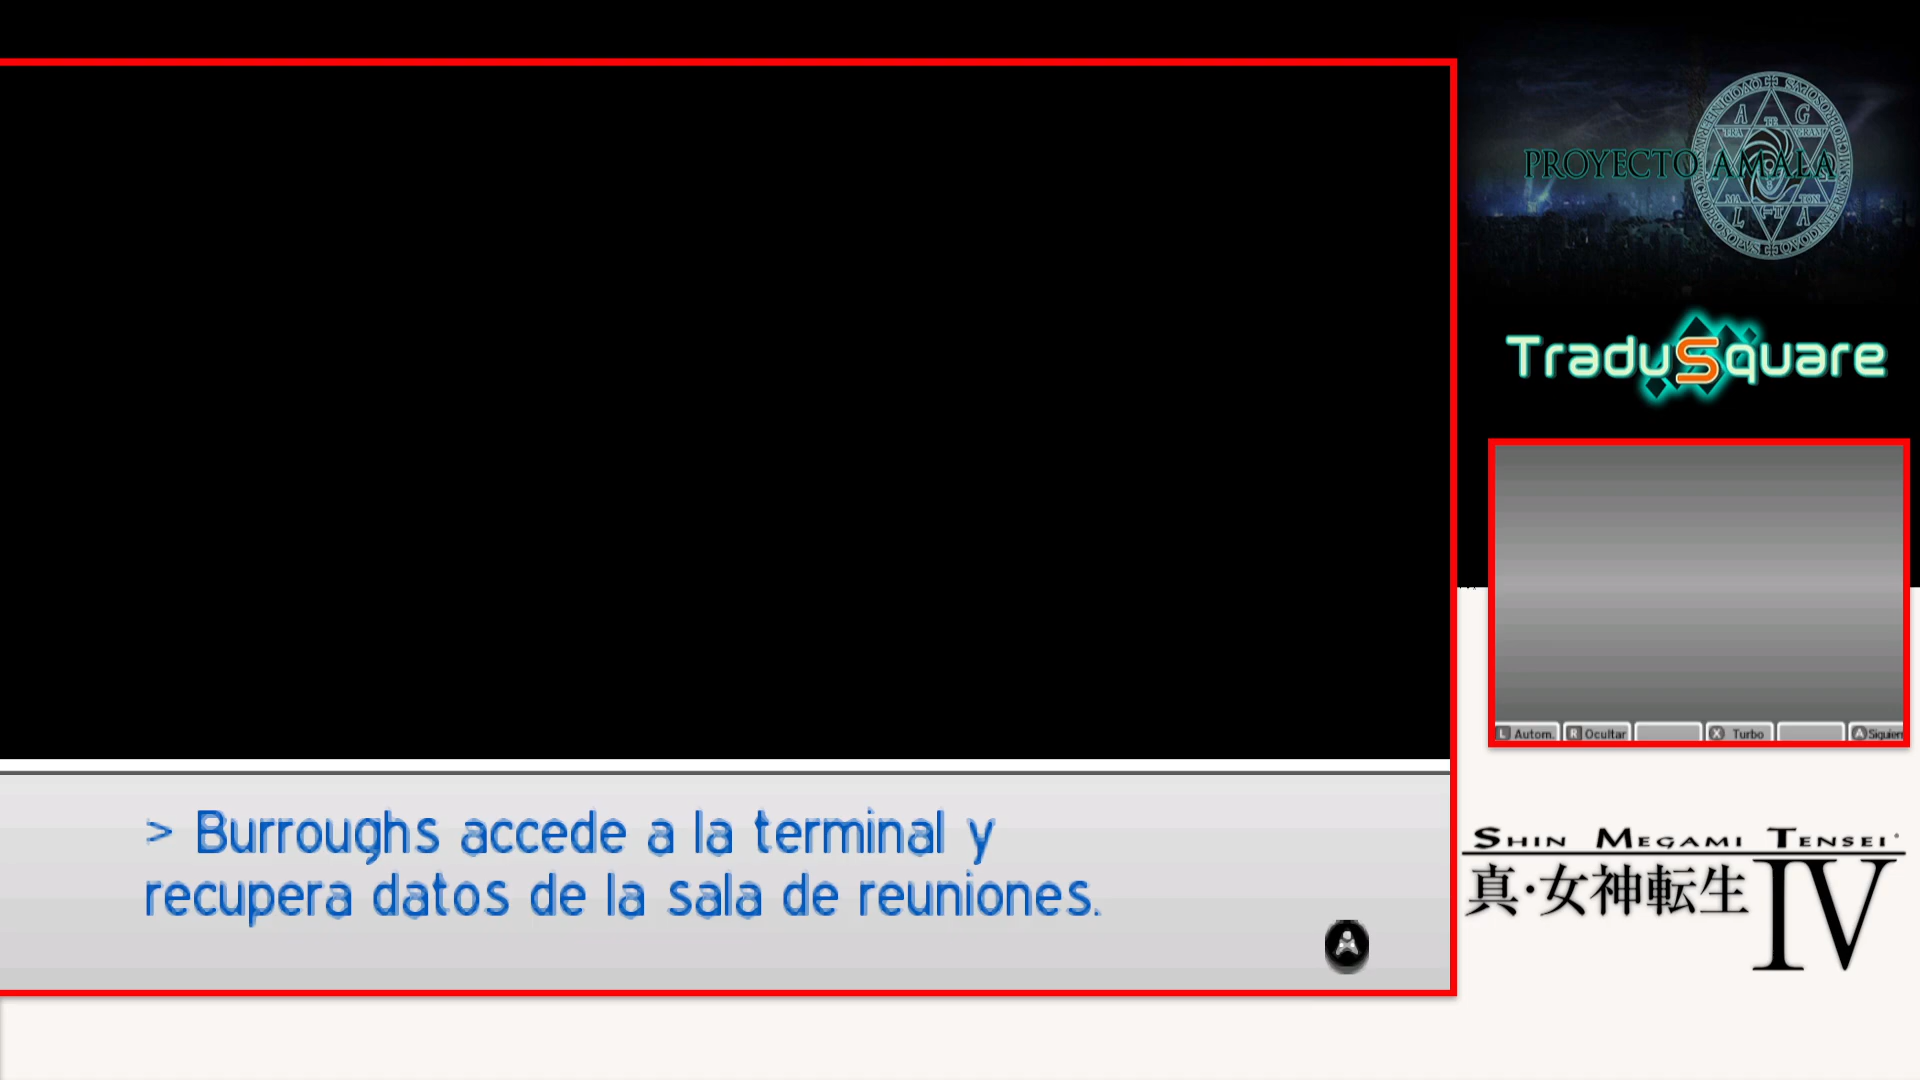 PROYECTO AMALA
TraduSquare
L Autom.
R Ocultar
X Turbo
A Siguien
> Burroughs accede a la terminal y
recupera datos de la sala de reuniones.
A
SHIN MEGAMI TENSEI
真・女神転生 IV